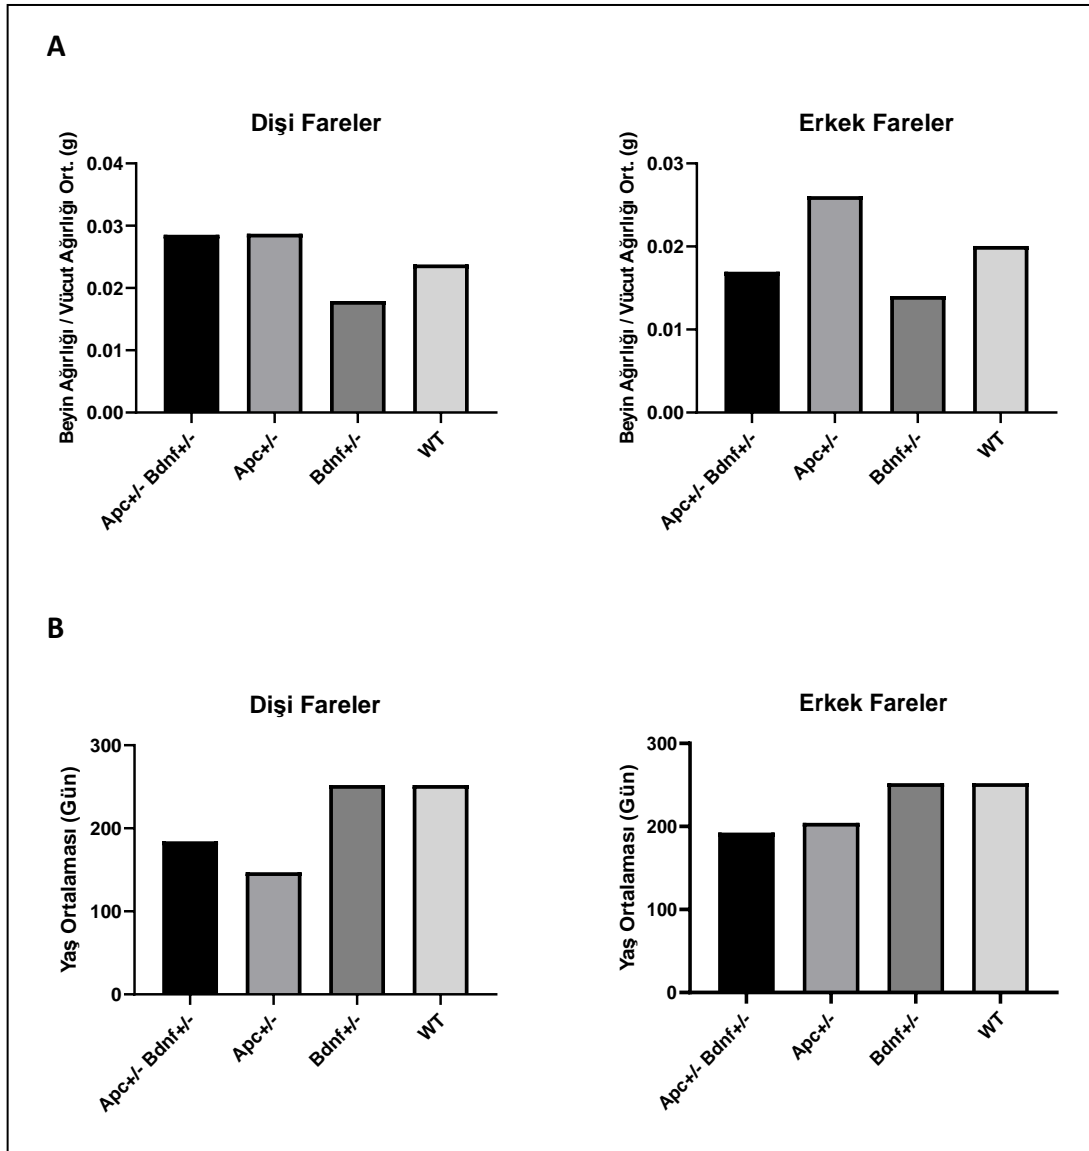 A
Dişi Fareler
Beyin Ağırlığı / Vücut Ağırlığı Ort. (g)
0.04
0.03
0.02
0.01
0.00
Apc+/- Bdnf+/-
Apc+/-
Bdnf+/-
WT
Erkek Fareler
Beyin Ağırlığı / Vücut Ağırlığı Ort. (g)
0.03
0.02
0.01
0.00
Apc+/- Bdnf+/-
Apc+/-
Bdnf+/-
WT
B
Dişi Fareler
Yaş Ortalaması (Gün)
300
200
100
0
Apc+/- Bdnf+/-
Apc+/-
Bdnf+/-
WT
Erkek Fareler
Yaş Ortalaması (Gün)
300
200
100
0
Apc+/- Bdnf+/-
Apc+/-
Bdnf+/-
WT